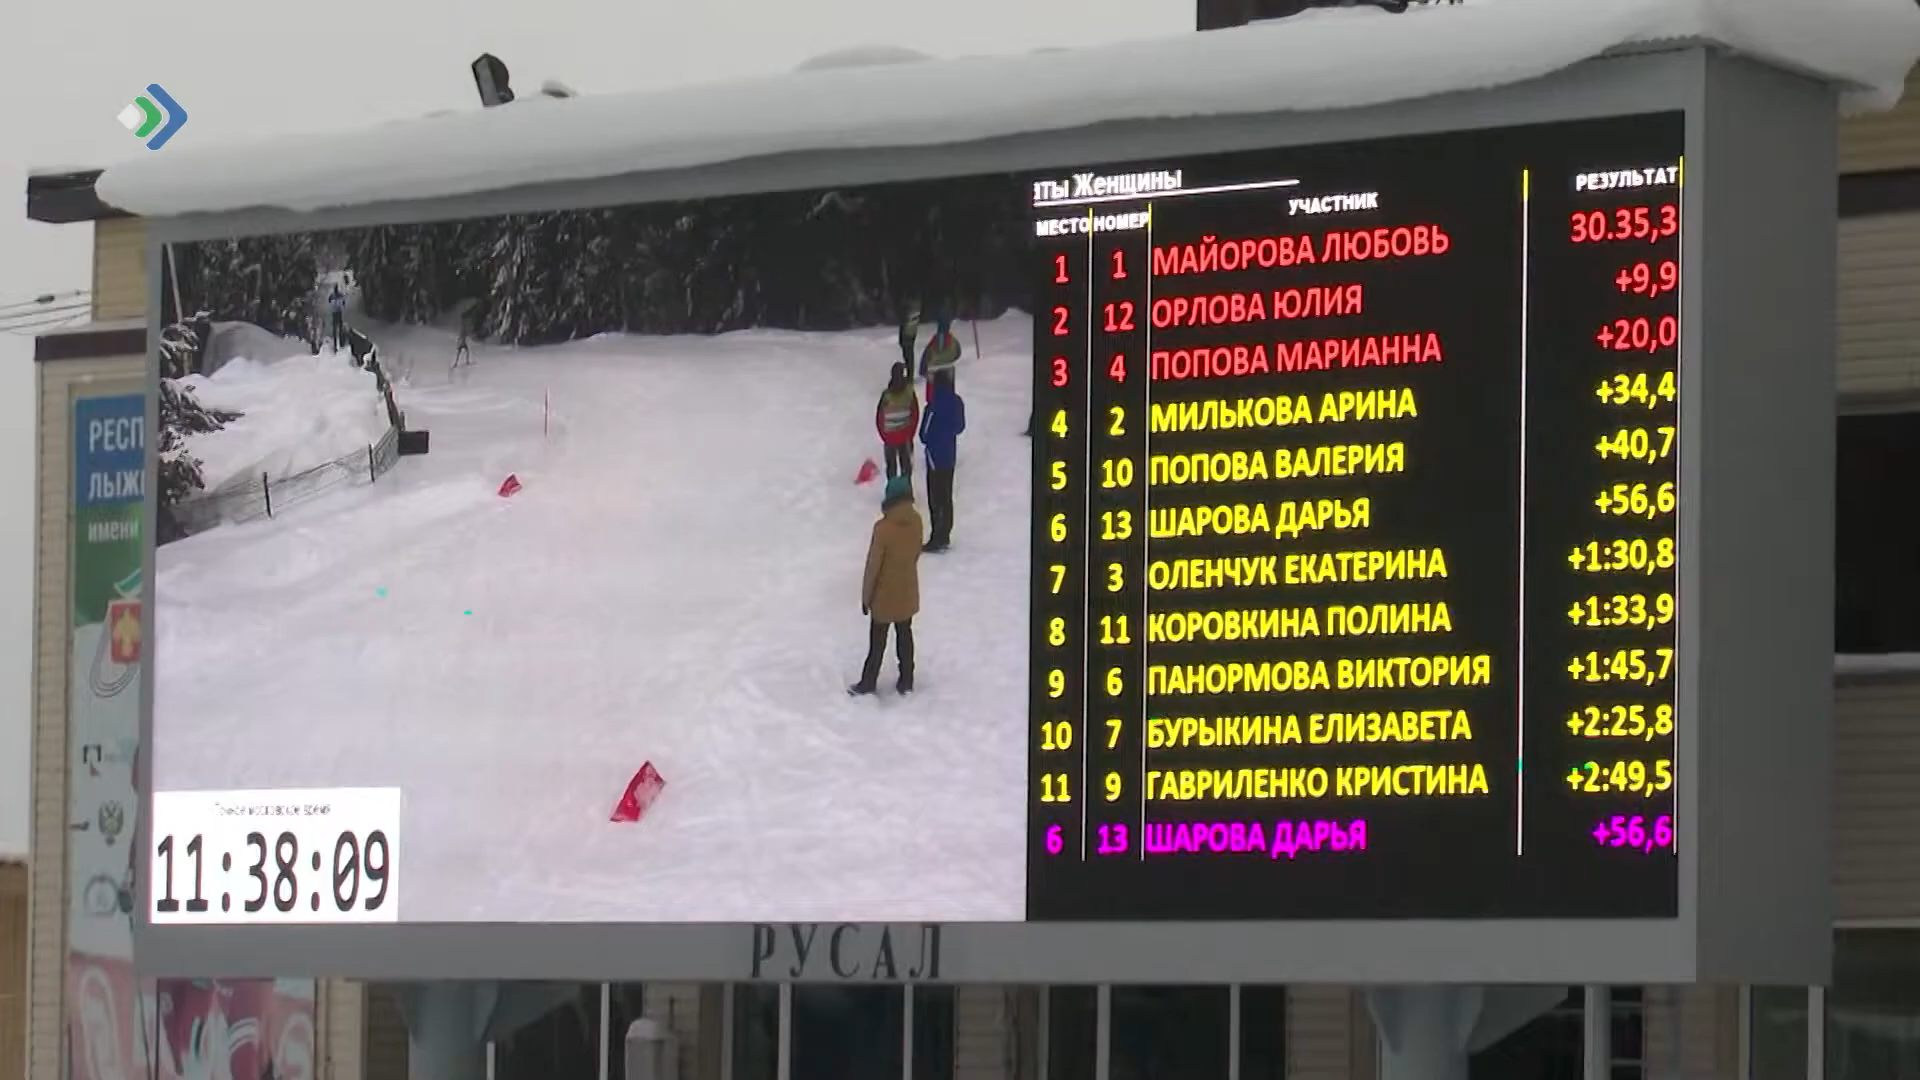 аты Женщины
МЕСТО НОМЕР УЧАСТНИК РЕЗУЛЬТАТ
1 1 МАЙОРОВА ЛЮБОВЬ 30.35,3
2 12 ОРЛОВА ЮЛИЯ +9,9
3 4 ПОПОВА МАРИАННА +20,0
4 2 МИЛЬКОВА АРИНА +34,4
5 10 ПОПОВА ВАЛЕРИЯ +40,7
6 13 ШАРОВА ДАРЬЯ +56,6
7 3 ОЛЕНЧУК ЕКАТЕРИНА +1:30,8
8 11 КОРОВКИНА ПОЛИНА +1:33,9
9 6 ПАНОРМОВА ВИКТОРИЯ +1:45,7
10 7 БУРЫКИНА ЕЛИЗАВЕТА +2:25,8
11 9 ГАВРИЛЕНКО КРИСТИНА +2:49,5
6 13 ШАРОВА ДАРЬЯ +56,6
Точное московское время
11:38:09
РУСАЛ
РЕСП
ЛЫЖ
имени